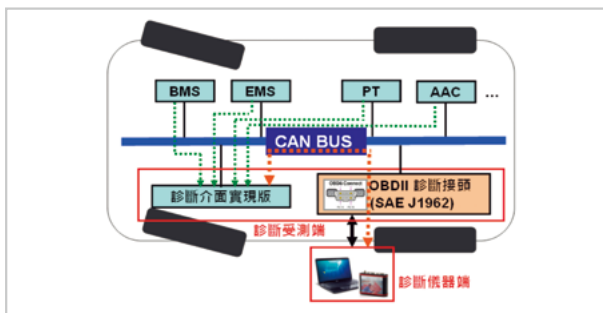 BMS
EMS
PT
AAC
...
CAN BUS
診斷介面實現版
OBDII 診斷接頭
(SAE J1962)
診斷受測端
診斷儀器端